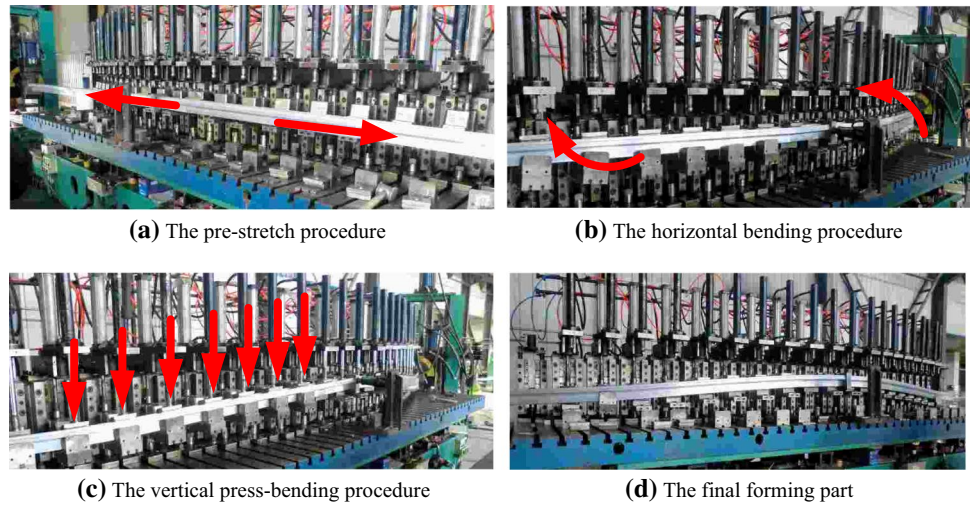 (a) The pre-stretch procedure
(b) The horizontal bending procedure
(c) The vertical press-bending procedure
(d) The final forming part